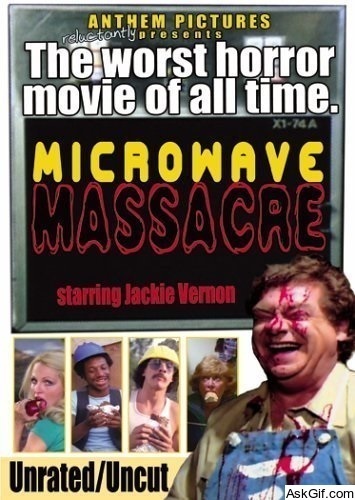 ANTHEM PICTURES
reluctantly presents
The worst horror
movie of all time.
X1-74A
MICROWAVE
MASSACRE
starring Jackie Vernon
Unrated/Uncut
AskGif.com